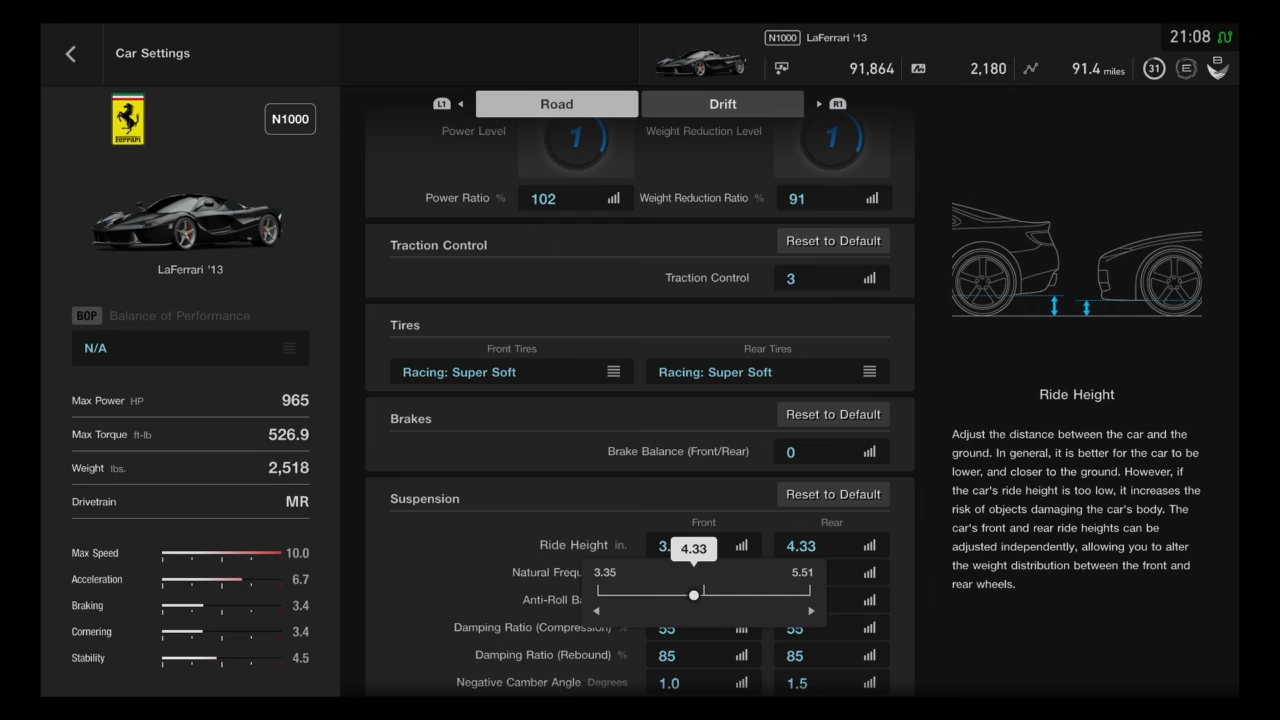 Car Settings
N1000 LaFerrari '13
21:08
91,864 2,180 91.4 miles 31 E B
Ferrari
N1000
LaFerrari '13
BOP Balance of Performance
N/A
Max Power HP 965
Max Torque ft-lb 526.9
Weight lbs. 2,518
Drivetrain MR
Max Speed 10.0
Acceleration 6.7
Braking 3.4
Cornering 3.4
Stability 4.5
L1 Road Drift R1
Power Level 1 Weight Reduction Level 1
Power Ratio % 102 Weight Reduction Ratio % 91
Traction Control Reset to Default
Traction Control 3
Tires
Front Tires Rear Tires
Racing: Super Soft Racing: Super Soft
Brakes Reset to Default
Brake Balance (Front/Rear) 0
Suspension Reset to Default
Front Rear
Ride Height in. 4.33 4.33
Natural Frequ 3.35 5.51
Anti-Roll Ba
Damping Ratio (Compression) % 55 55
Damping Ratio (Rebound) % 85 85
Negative Camber Angle Degrees 1.0 1.5
Ride Height
Adjust the distance between the car and the
ground. In general, it is better for the car to be
lower, and closer to the ground. However, if
the car's ride height is too low, it increases the
risk of objects damaging the car's body. The
car's front and rear ride heights can be
adjusted independently, allowing you to alter
the weight distribution between the front and
rear wheels.